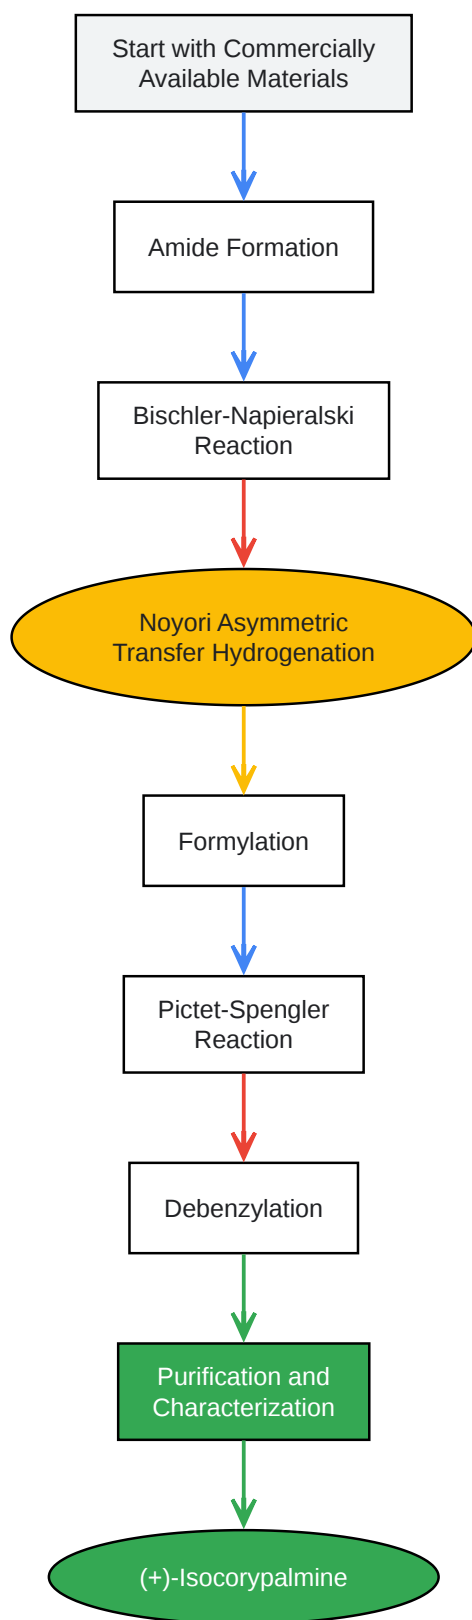 Start with Commercially
Available Materials
Amide Formation
Bischler-Napieralski
Reaction
Noyori Asymmetric
Transfer Hydrogenation
Formylation
Pictet-Spengler
Reaction
Debenzylation
Purification and
Characterization
(+)-Isocorypalmine